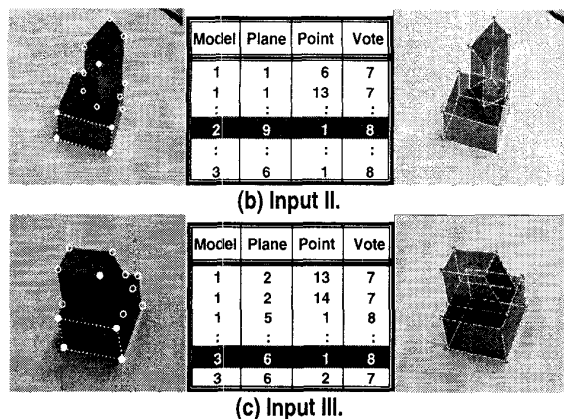 Model Plane Point Vote
1 1 6 7
1 1 13 7
: : : :
2 9 1 8
: : : :
3 6 1 8
(b) Input II.
Model Plane Point Vote
1 2 13 7
1 2 14 7
1 5 1 8
: : : :
3 6 1 8
3 6 2 7
(c) Input III.